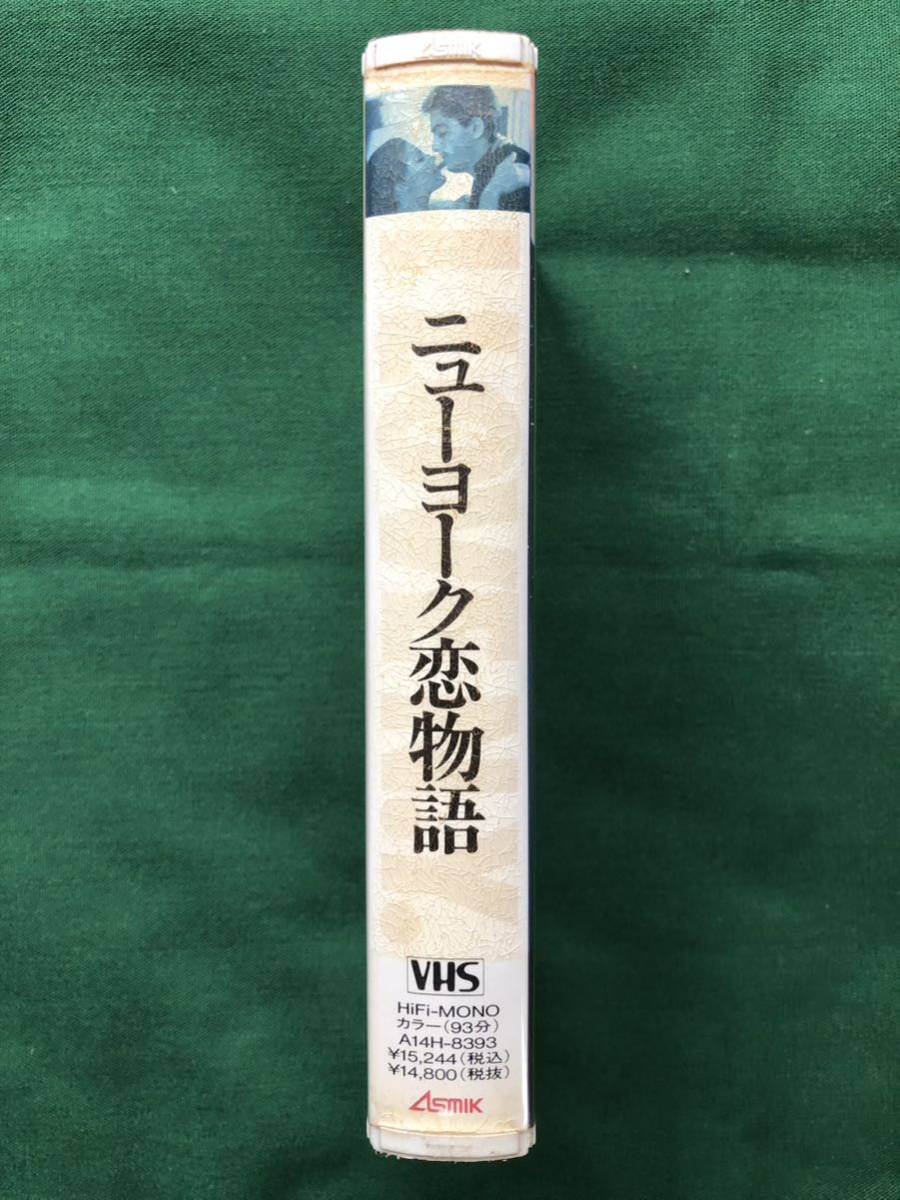 ASMIK
ニューヨーク恋物語
VHS
HiFi-MONO
カラー(93分)
A14H-8393
¥15,244(税込)
¥14,800(税抜)
ASMIK